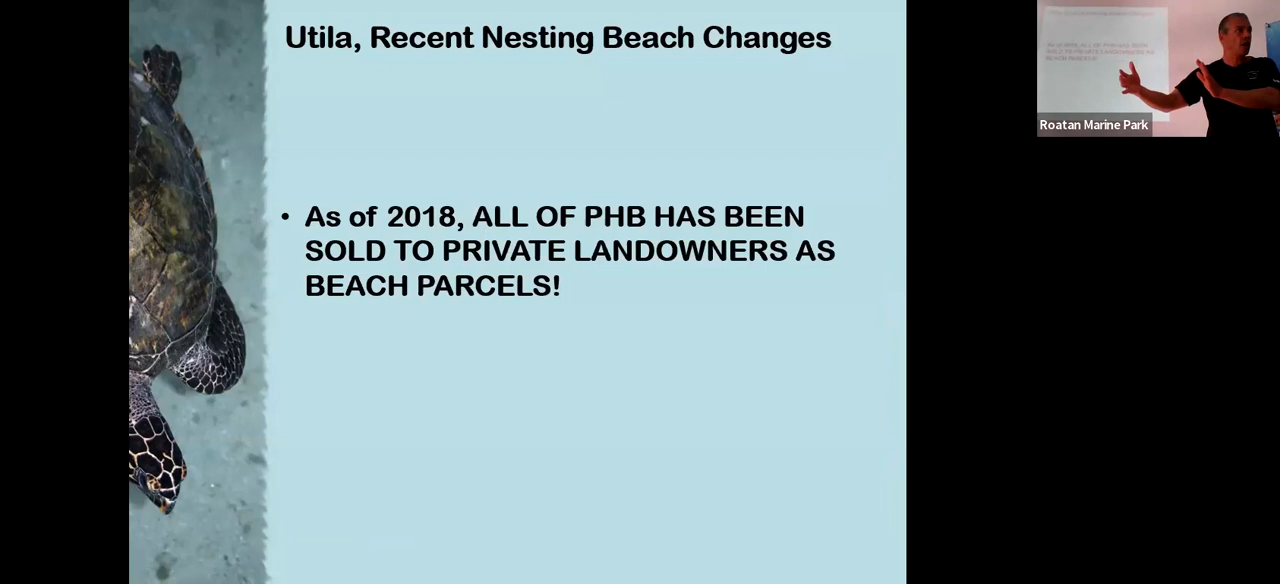 Utila, Recent Nesting Beach Changes
• As of 2018, ALL OF PHB HAS BEEN
SOLD TO PRIVATE LANDOWNERS AS
BEACH PARCELS!
Roatan Marine Park